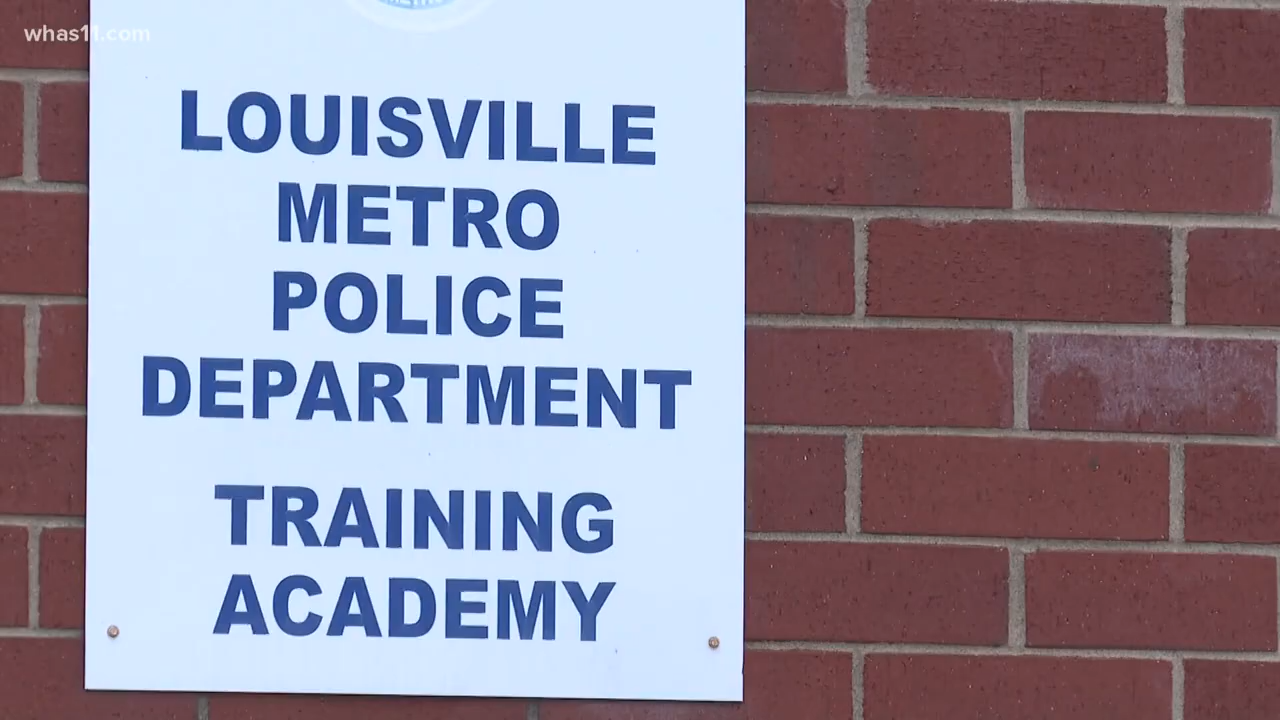 whas11.com
LOUISVILLE
METRO
POLICE
DEPARTMENT
TRAINING
ACADEMY